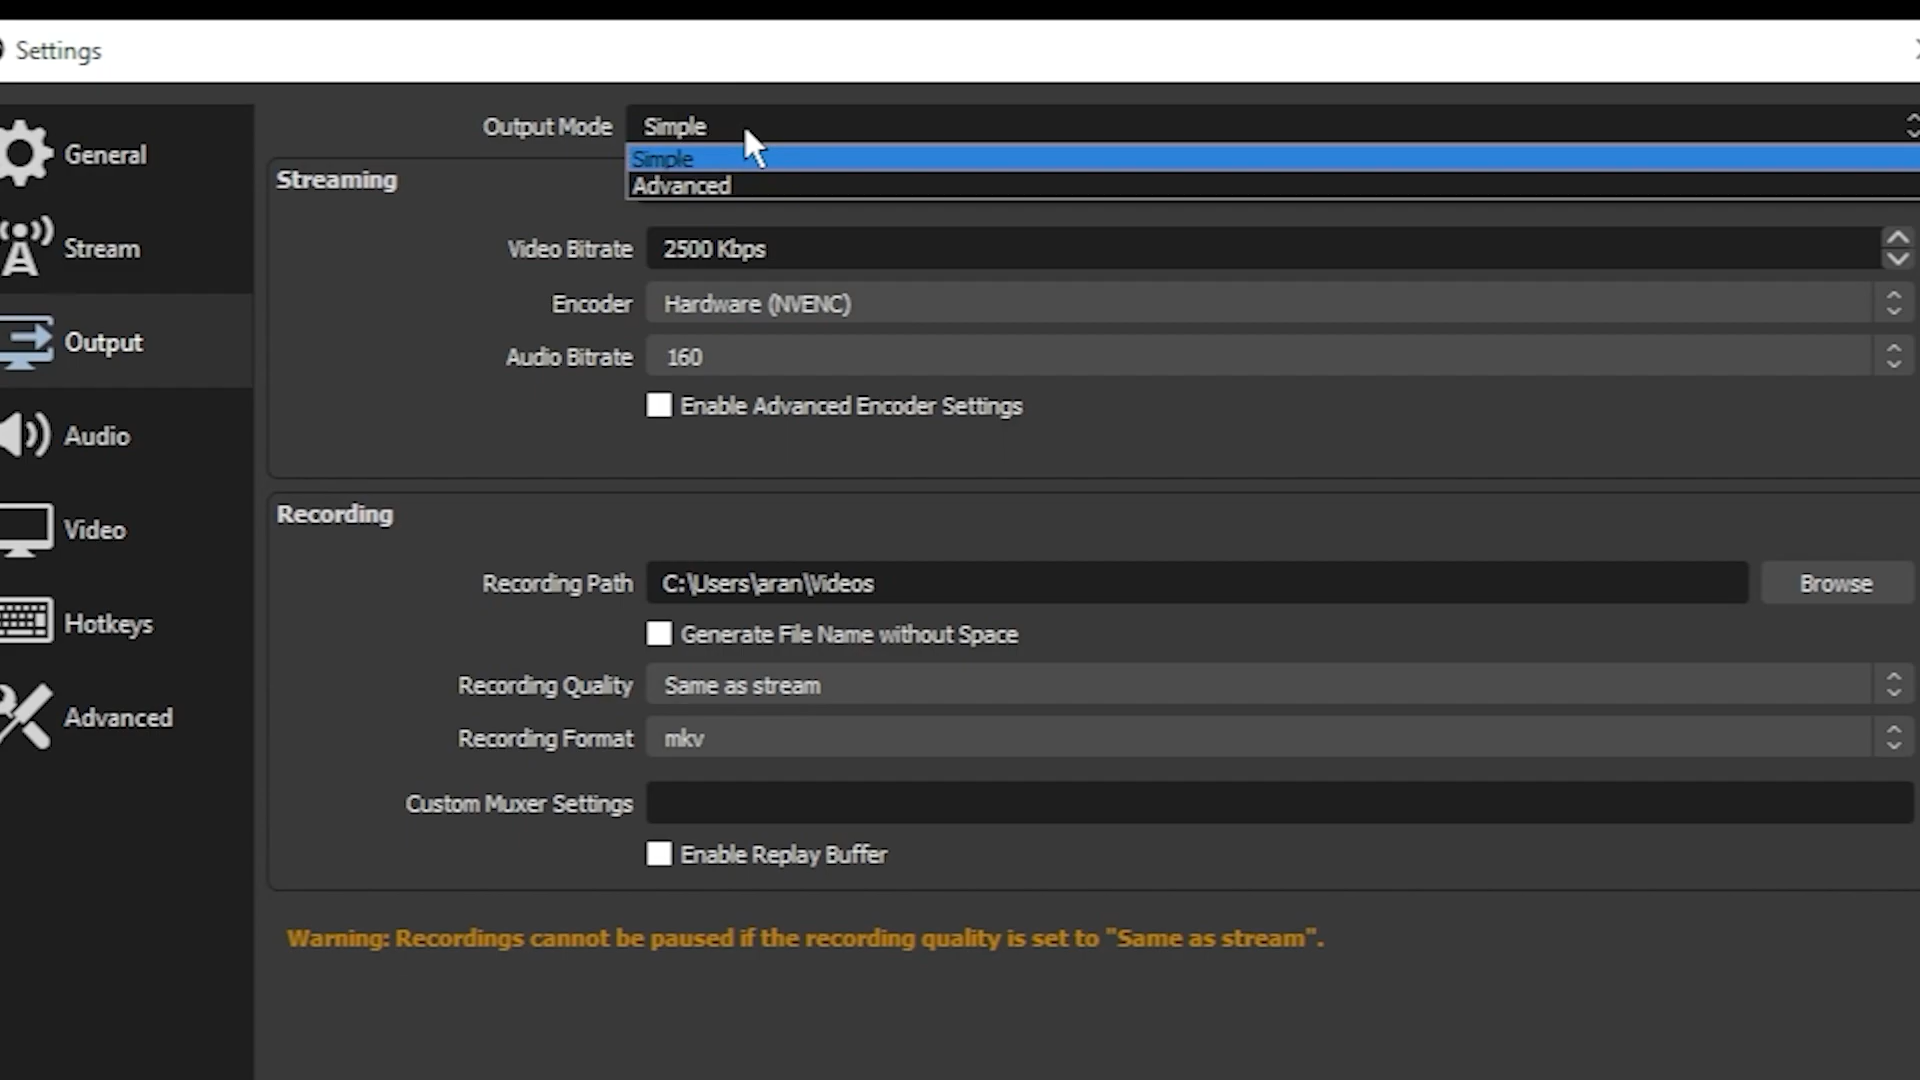 Settings
General
Stream
Output
Audio
Video
Hotkeys
Advanced
Output Mode Simple
Simple
Advanced
Streaming
Video Bitrate 2500 Kbps
Encoder Hardware (NVENC)
Audio Bitrate 160
Enable Advanced Encoder Settings
Recording
Recording Path C:\Users\aran\Videos Browse
Generate File Name without Space
Recording Quality Same as stream
Recording Format mkv
Custom Muxer Settings
Enable Replay Buffer
Warning: Recordings cannot be paused if the recording quality is set to "Same as stream".